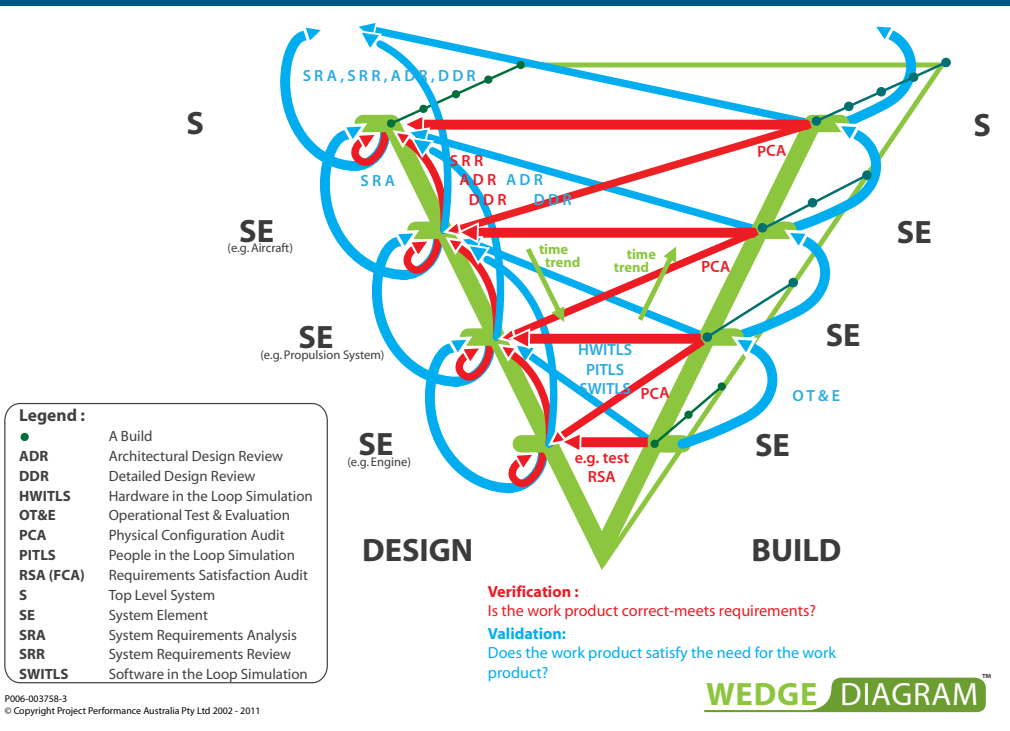 SRA, SRR, ADR, DDR
S
S
PCA
SRR
SRA
ADR ADR
DDR DDR
SE
(e.g. Aircraft)
SE
time
trend
time
trend
PCA
SE
(e.g. Propulsion System)
SE
HWITLS
PITLS
SWITLS
PCA
OT&E
SE
(e.g. Engine)
SE
e.g. test
RSA
DESIGN
BUILD
Legend :
A Build
ADR Architectural Design Review
DDR Detailed Design Review
HWITLS Hardware in the Loop Simulation
OT&E Operational Test & Evaluation
PCA Physical Configuration Audit
PITLS People in the Loop Simulation
RSA (FCA) Requirements Satisfaction Audit
S Top Level System
SE System Element
SRA System Requirements Analysis
SRR System Requirements Review
SWITLS Software in the Loop Simulation
Verification :
Is the work product correct-meets requirements?
Validation:
Does the work product satisfy the need for the work
product?
WEDGE DIAGRAM™
P006-003758-3
© Copyright Project Performance Australia Pty Ltd 2002 - 2011